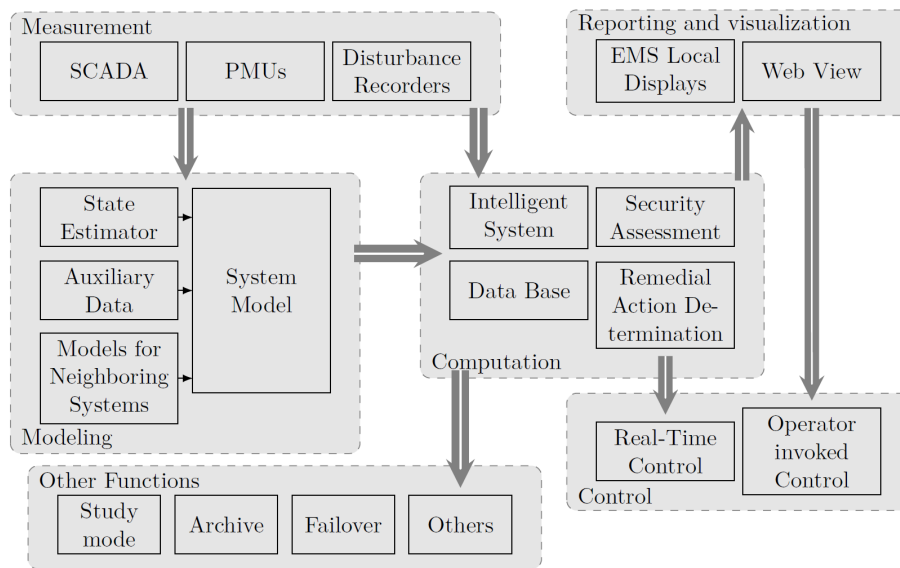 Measurement
SCADA
PMUs
Disturbance
Recorders
Reporting and visualization
EMS Local
Displays
Web View
State
Estimator
Auxiliary
Data
Models for
Neighboring
Systems
System
Model
Modeling
Intelligent
System
Security
Assessment
Data Base
Remedial
Action De-
termination
Computation
Real-Time
Control
Operator
invoked
Control
Control
Other Functions
Study
mode
Archive
Failover
Others